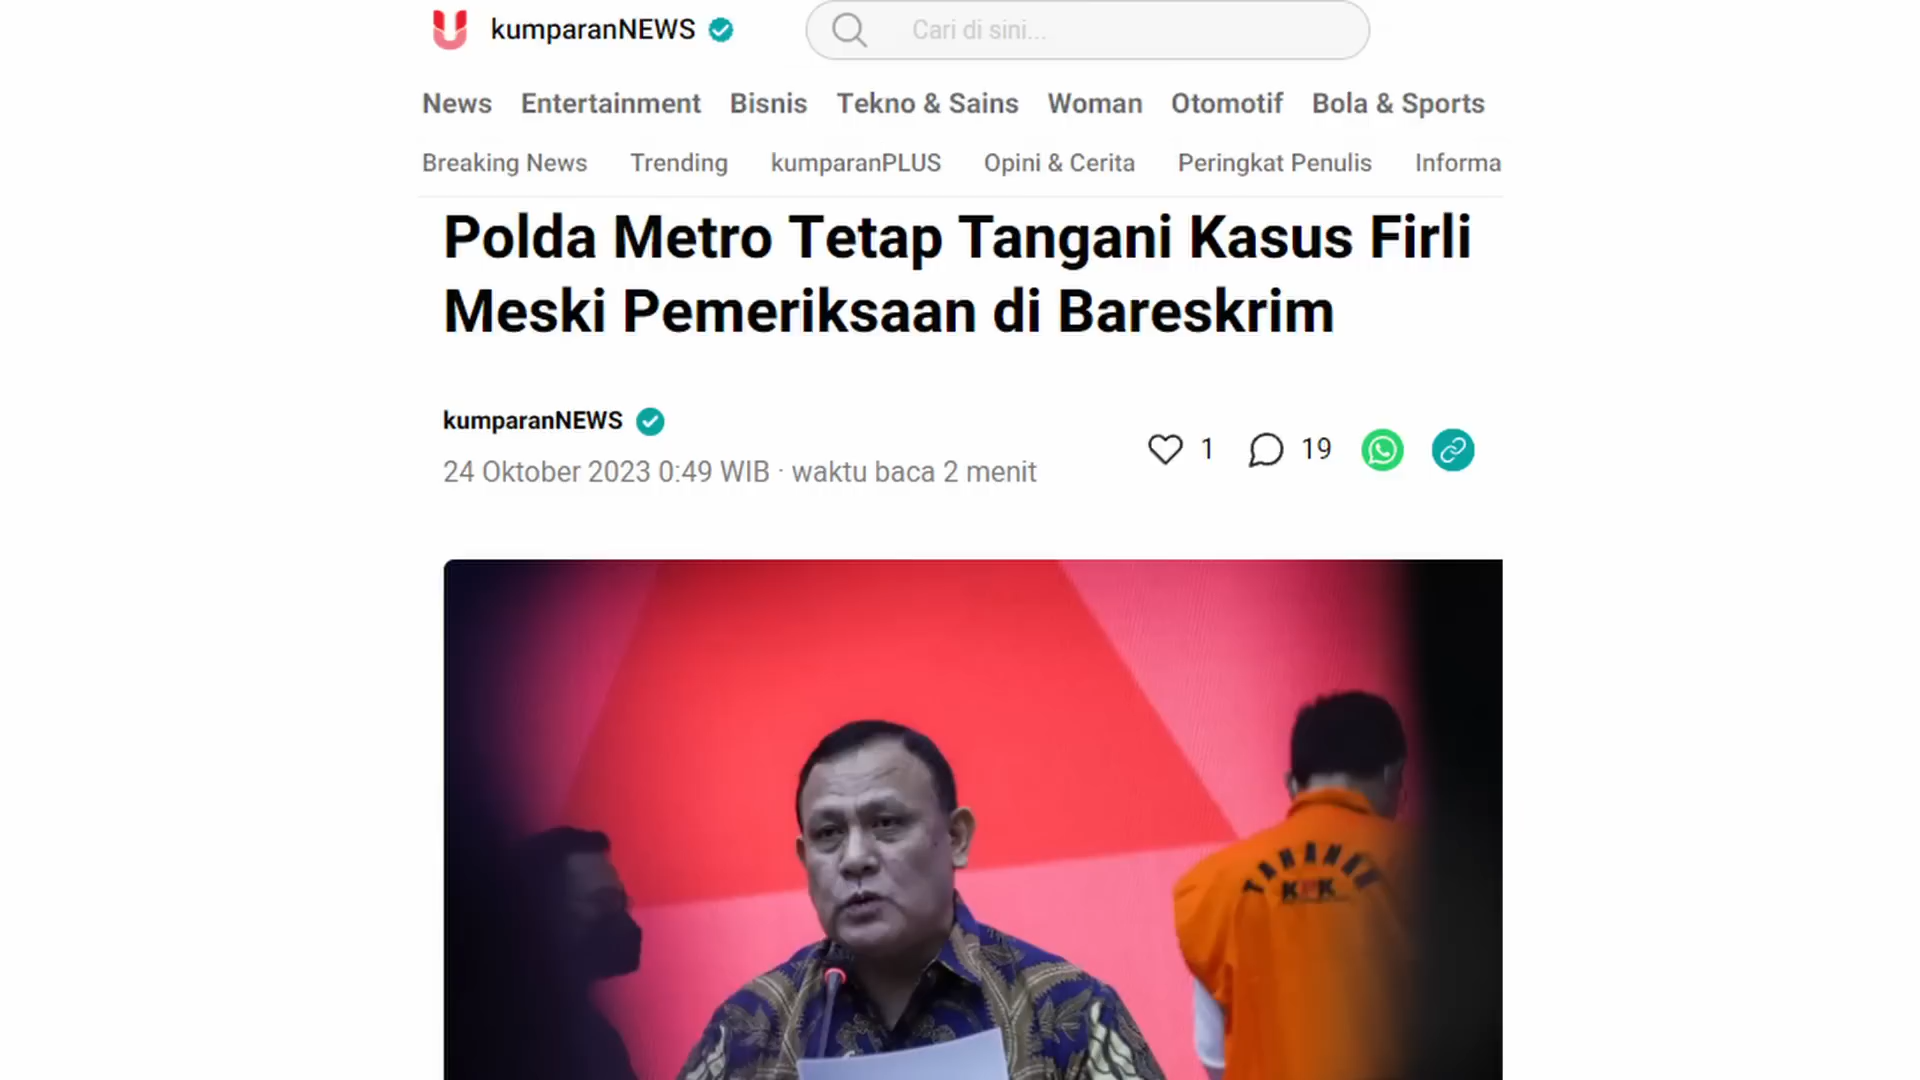 kumparanNEWS
Cari di sini...
News Entertainment Bisnis Tekno & Sains Woman Otomotif Bola & Sports
Breaking News Trending kumparanPLUS Opini & Cerita Peringkat Penulis Informa
Polda Metro Tetap Tangani Kasus Firli
Meski Pemeriksaan di Bareskrim
kumparanNEWS
1 19
24 Oktober 2023 0:49 WIB · waktu baca 2 menit
TAHANAN
KPK